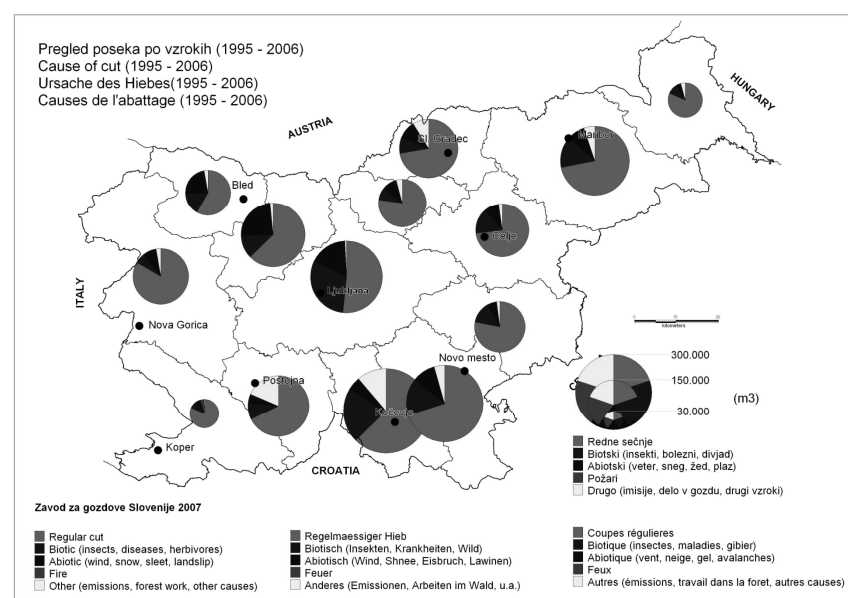 Pregled poseka po vzrokih (1995 - 2006)
Cause of cut (1995 - 2006)
Ursache des Hiebes(1995 - 2006)
Causes de l'abattage (1995 - 2006)
HUNGARY
AUSTRIA
Sl. Gradec
Maribor
Bled
Celje
ITALY
Ljubljana
Nova Gorica
kilometers
Novo mesto
300.000
Postojna
150.000
(m3)
30.000
Kočevje
Koper
CROATIA
Redne sečnje
Biotski (insekti, bolezni, divjad)
Abiotski (veter, sneg, žed, plaz)
Požari
Drugo (imisije, delo v gozdu, drugi vzroki)
Zavod za gozdove Slovenije 2007
Regular cut
Biotic (insects, diseases, herbivores)
Abiotic (wind, snow, sleet, landslip)
Fire
Other (emissions, forest work, other causes)
Regelmaessiger Hieb
Biotisch (Insekten, Krankheiten, Wild)
Abiotisch (Wind, Shnee, Eisbruch, Lawinen)
Feuer
Anderes (Emissionen, Arbeiten im Wald, u.a.)
Coupes régulieres
Biotique (insectes, maladies, gibier)
Abiotique (vent, neige, gel, avalanches)
Feux
Autres (émissions, travail dans la foret, autres causes)